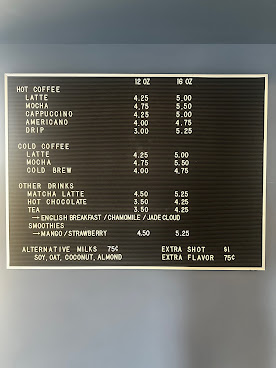 12 OZ 16 OZ
HOT COFFEE
LATTE 4.25 5.00
MOCHA 4.75 5.50
CAPPUCCINO 4.25 5.00
AMERICANO 4.00 4.75
DRIP 3.00 5.25
COLD COFFEE
LATTE 4.25 5.00
MOCHA 4.75 5.50
COLD BREW 4.00 4.75
OTHER DRINKS
MATCHA LATTE 4.50 5.25
HOT CHOCOLATE 3.50 4.25
TEA 3.50 4.25
→ ENGLISH BREAKFAST / CHAMOMILE / JADE CLOUD
SMOOTHIES
→ MANGO / STRAWBERRY 4.50 5.25
ALTERNATIVE MILKS 75¢ EXTRA SHOT $1
SOY, OAT, COCONUT, ALMOND EXTRA FLAVOR 75¢